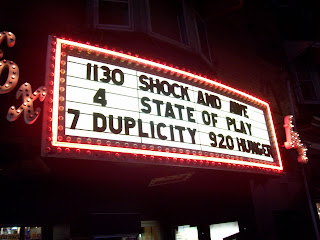 1130 SHOCK AND AWE
4 STATE OF PLAY
7 DUPLICITY 920 HUNGER